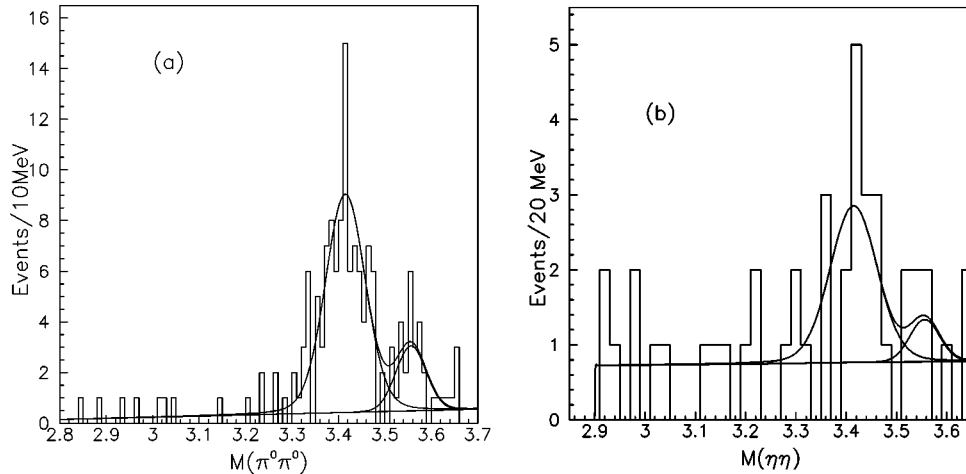 16
14
12
10
8
6
4
2
0
(a)
Events/10MeV
2.8 2.9 3 3.1 3.2 3.3 3.4 3.5 3.6 3.7
M(π⁰π⁰)
5
4
3
2
1
0
(b)
Events/20 MeV
2.9 3 3.1 3.2 3.3 3.4 3.5 3.6
M(ηη)